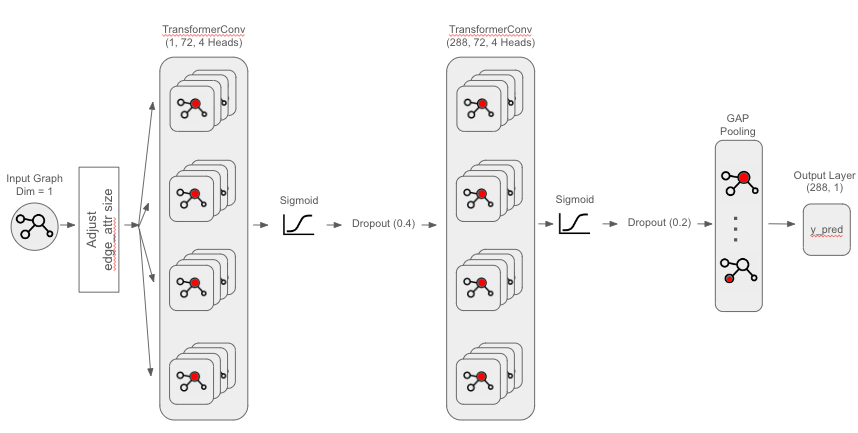 TransformerConv
(1, 72, 4 Heads)
TransformerConv
(288, 72, 4 Heads)
GAP
Pooling
Input Graph
Dim = 1
Adjust
edge_attr size
Sigmoid
Dropout (0.4)
Sigmoid
Dropout (0.2)
Output Layer
(288, 1)
y_pred